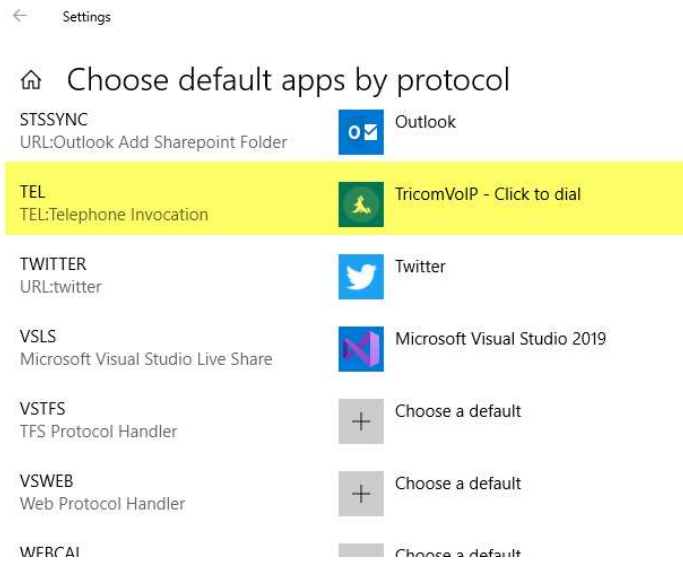 Settings
Choose default apps by protocol
STSSYNC
URL:Outlook Add Sharepoint Folder
Outlook
TEL
TEL:Telephone Invocation
TricomVoIP - Click to dial
TWITTER
URL:twitter
Twitter
VSLS
Microsoft Visual Studio Live Share
Microsoft Visual Studio 2019
VSTFS
TFS Protocol Handler
Choose a default
VSWEB
Web Protocol Handler
Choose a default
WEBCAL
Choose a default